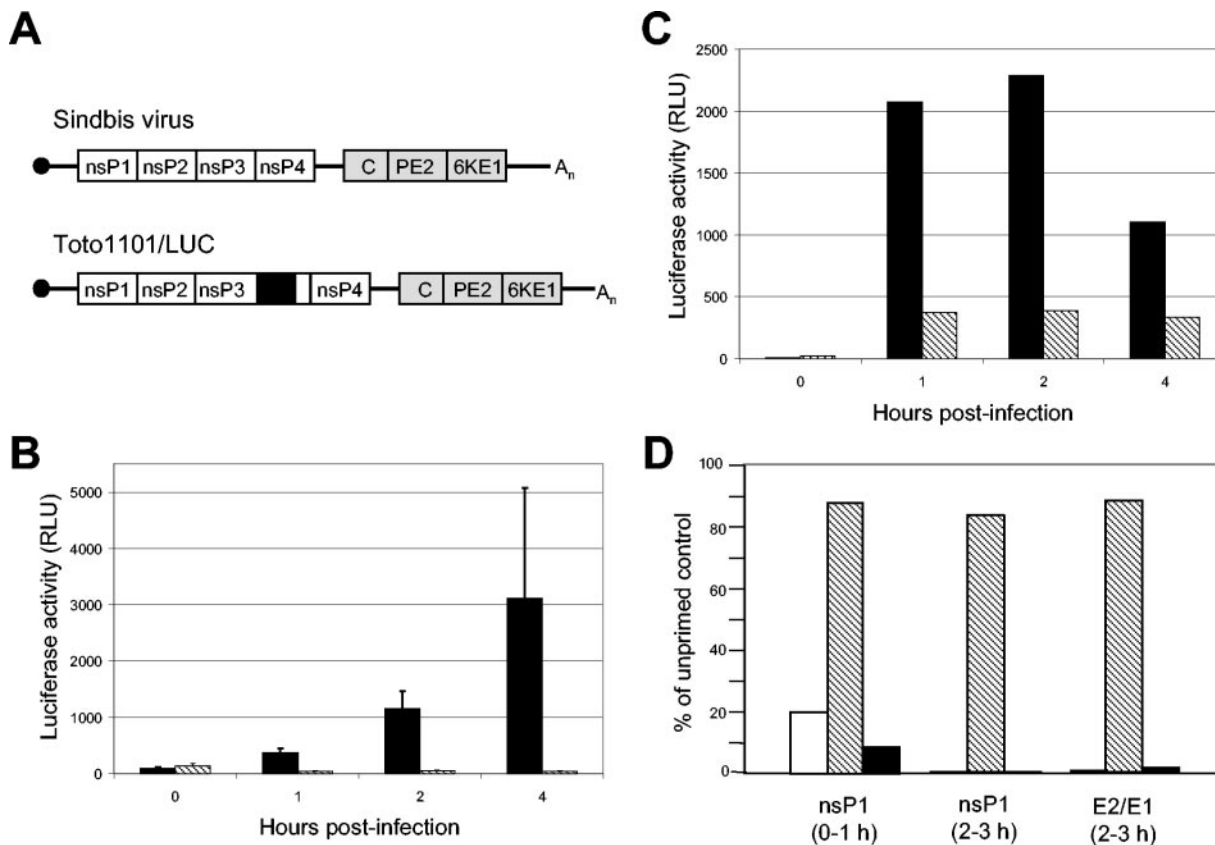 A
Sindbis virus
nsP1 nsP2 nsP3 nsP4 C PE2 6KE1 An
Toto1101/LUC
nsP1 nsP2 nsP3 nsP4 C PE2 6KE1 An
B
Luciferase activity (RLU)
5000
4000
3000
2000
1000
0
0 1 2 4
Hours post-infection
C
Luciferase activity (RLU)
2500
2000
1500
1000
500
0
0 1 2 4
Hours post-infection
D
% of unprimed control
100
80
60
40
20
0
nsP1 nsP1 E2/E1
(0-1 h) (2-3 h) (2-3 h)